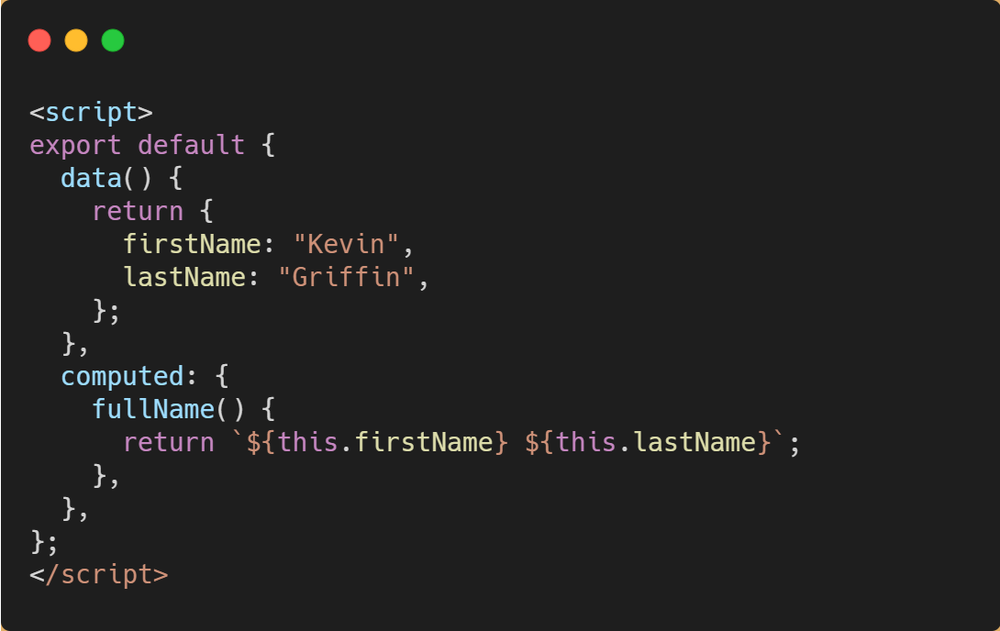 <script>
export default {
  data() {
    return {
      firstName: "Kevin",
      lastName: "Griffin",
    };
  },
  computed: {
    fullName() {
      return `${this.firstName} ${this.lastName}`;
    },
  },
};
</script>